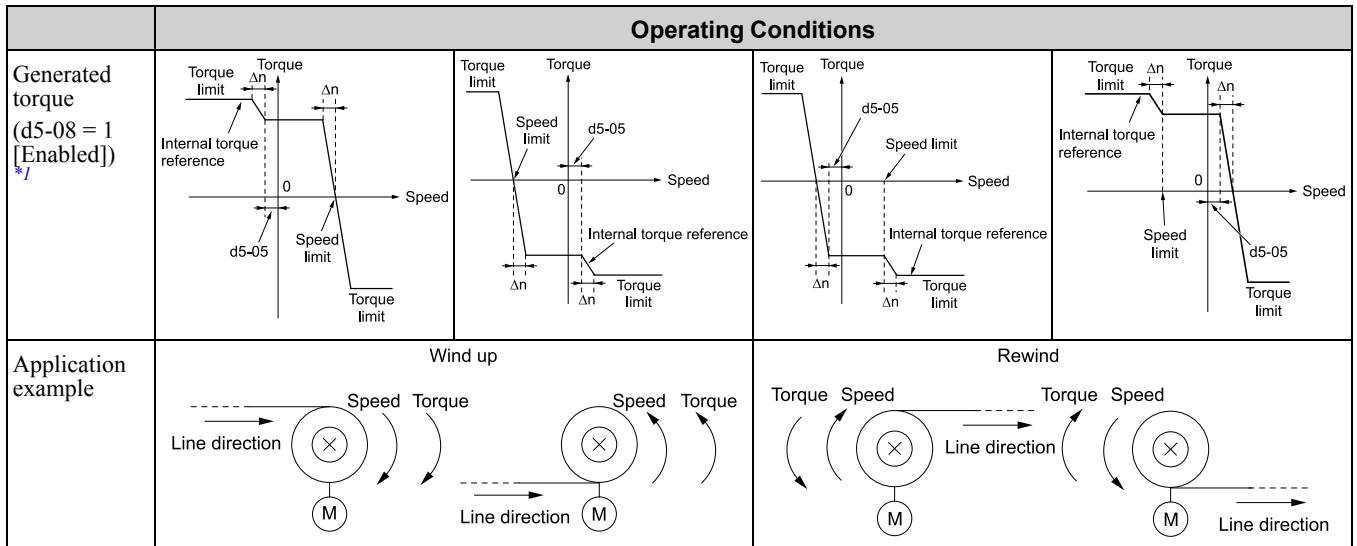 Operating Conditions
Generated
torque
(d5-08 = 1
[Enabled])
*1
Torque
limit
Δn
Torque
Δn
Internal torque
reference
0
Speed
d5-05
Speed
limit
Torque
limit
Torque
limit
Torque
Speed
limit
d5-05
0
Speed
Internal torque reference
Δn
Δn
Torque
limit
Torque
limit
Torque
d5-05
Speed limit
0
Speed
Internal torque reference
Δn
Δn
Torque
limit
Torque
limit
Δn
Torque
Δn
Internal torque
reference
0
Speed
Speed
limit
d5-05
Torque
limit
Application
example
Wind up
Speed Torque
Line direction
M
Speed Torque
Line direction
M
Rewind
Torque Speed
Line direction
M
Torque Speed
M
Line direction